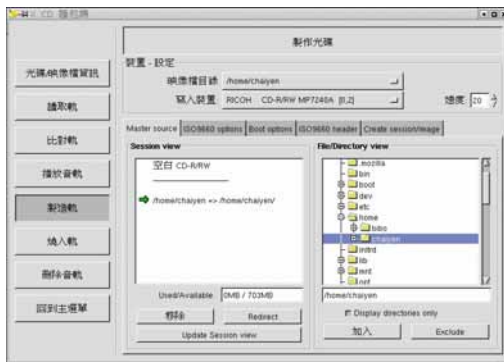 CD 麵包機
製作光碟
光碟/映像檔資訊
讀取軌
比對軌
播放音軌
製造軌
燒入軌
刪除音軌
回到主選單
裝置 - 設定
映像檔目錄 /home/chaiyen
寫入裝置 RICOH CD-R/RW MP7240A [0,2] 速度 20
Master source ISO9660 options Boot options ISO9660 header Create session/image
Session view
空白 CD-R/RW
/home/chaiyen => /home/chaiyen/
Used/Available 0MB / 703MB
移除 Redirect
Update Session view
File/Directory view
.mozilla
bin
boot
dev
etc
home
bibio
chaiyen
initrd
lib
mnt
opt
/home/chaiyen
Display directories only
加入 Exclude